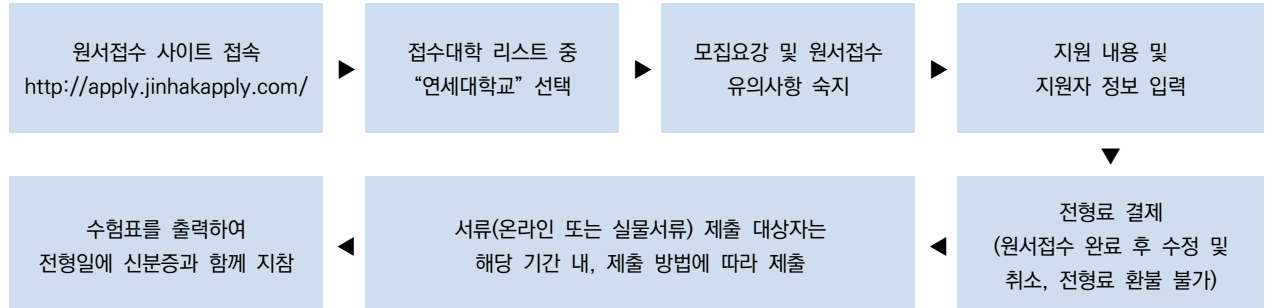 원서접수 사이트 접속
http://apply.jinhakapply.com/
▶
접수대학 리스트 중
“연세대학교” 선택
▶
모집요강 및 원서접수
유의사항 숙지
▶
지원 내용 및
지원자 정보 입력
▼
전형료 결제
(원서접수 완료 후 수정 및
취소, 전형료 환불 불가)
◀
서류(온라인 또는 실물서류) 제출 대상자는
해당 기간 내, 제출 방법에 따라 제출
◀
수험표를 출력하여
전형일에 신분증과 함께 지참